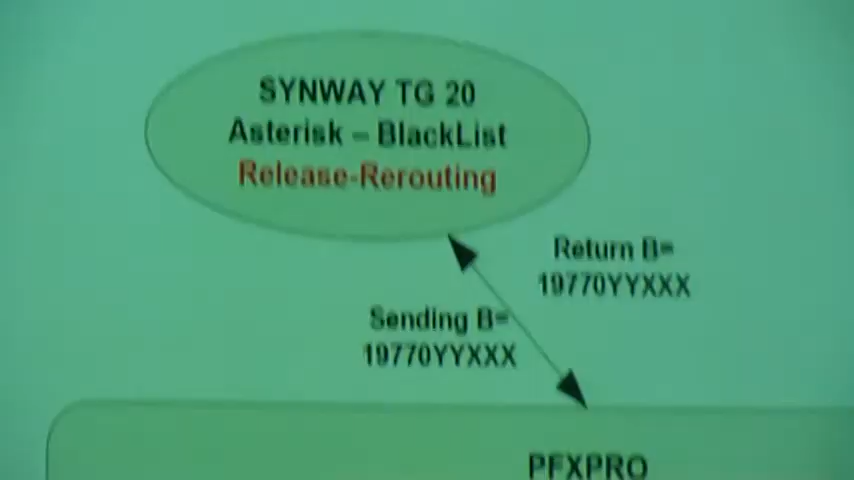 SYNWAY TG 20
Asterisk – BlackList
Release-Rerouting
Return B=
19770YYXXX
Sending B=
19770YYXXX
PFXPRO